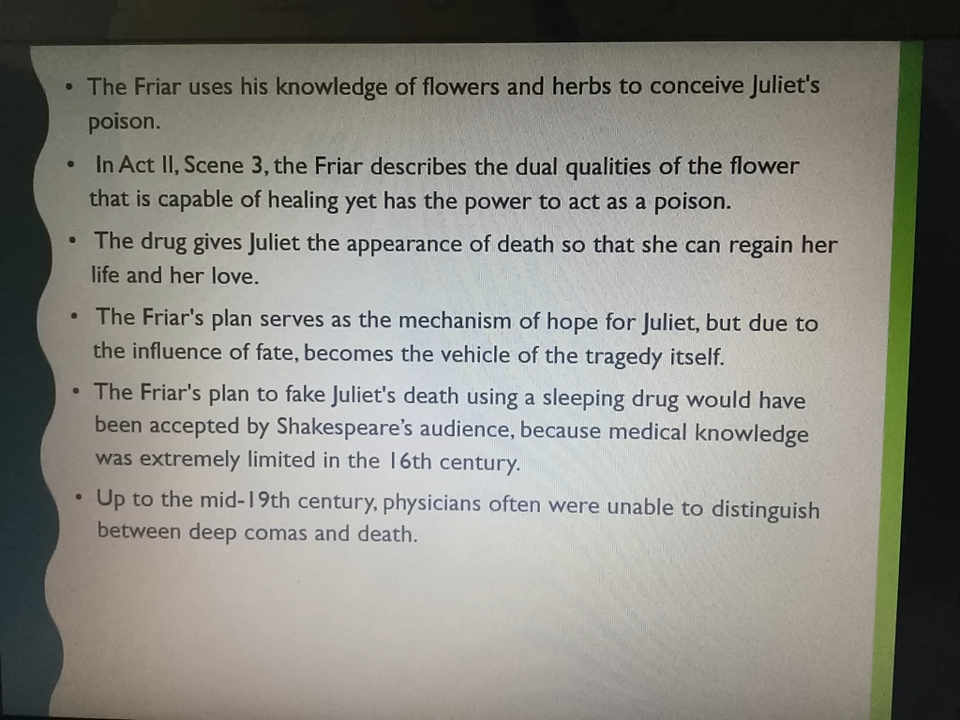 • The Friar uses his knowledge of flowers and herbs to conceive Juliet's
poison.
• In Act II, Scene 3, the Friar describes the dual qualities of the flower
that is capable of healing yet has the power to act as a poison.
• The drug gives Juliet the appearance of death so that she can regain her
life and her love.
• The Friar's plan serves as the mechanism of hope for Juliet, but due to
the influence of fate, becomes the vehicle of the tragedy itself.
• The Friar's plan to fake Juliet's death using a sleeping drug would have
been accepted by Shakespeare’s audience, because medical knowledge
was extremely limited in the 16th century.
• Up to the mid-19th century, physicians often were unable to distinguish
between deep comas and death.